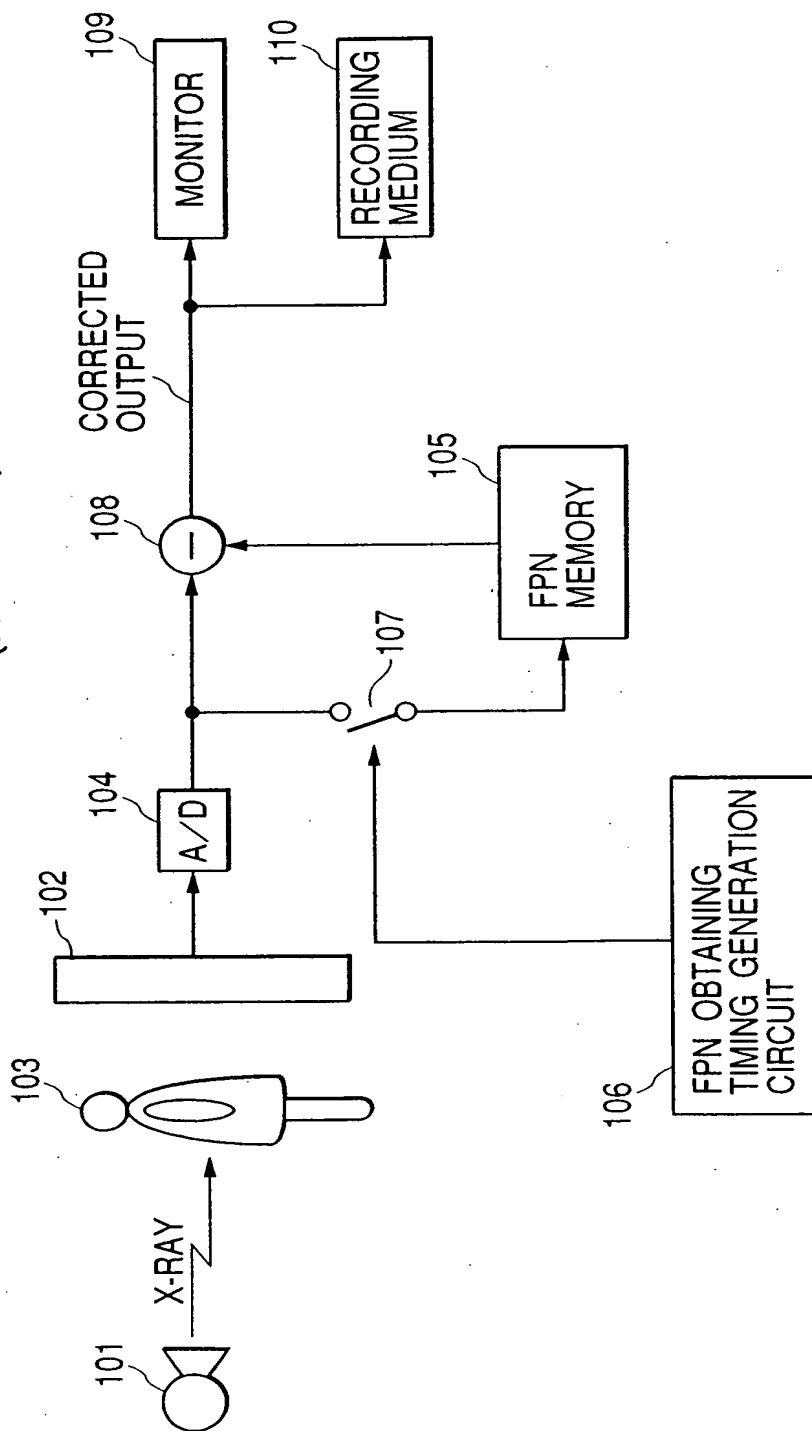 101
X-RAY
103
102
104
A/D
108
CORRECTED
OUTPUT
109
MONITOR
110
RECORDING
MEDIUM
107
105
FPN
MEMORY
106
FPN OBTAINING
TIMING GENERATION
CIRCUIT